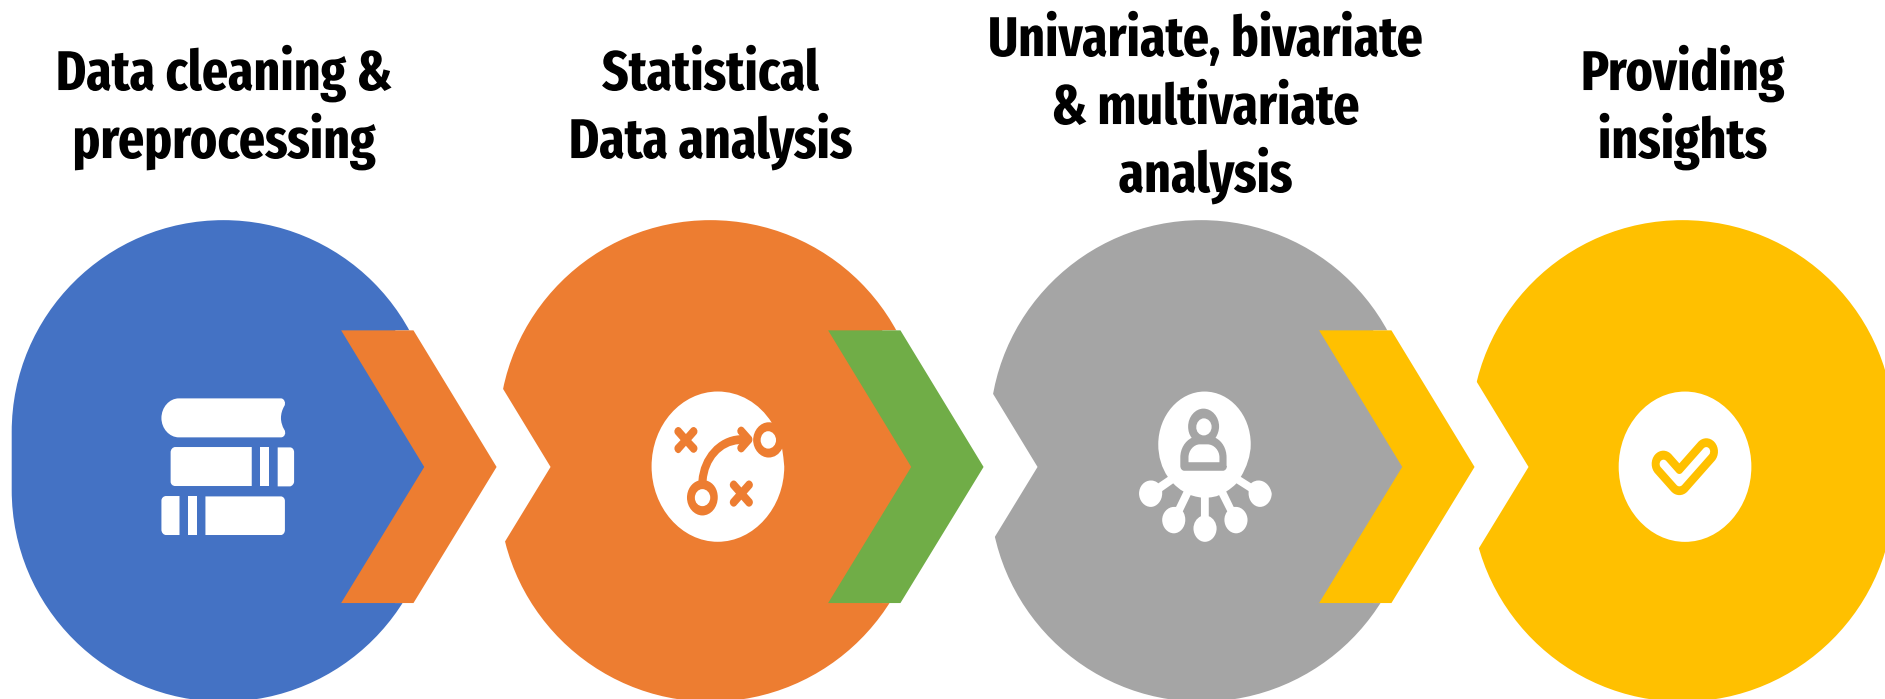 Data cleaning &
preprocessing
Statistical
Data analysis
Univariate, bivariate
& multivariate
analysis
Providing
insights